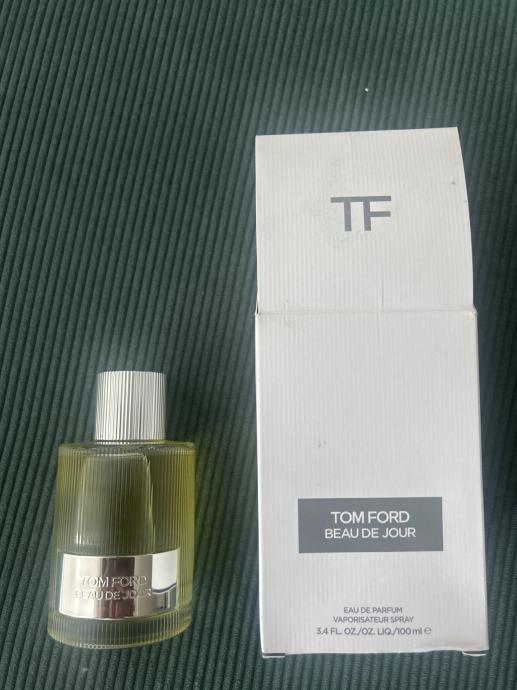 TF
TOM FORD
BEAU DE JOUR
EAU DE PARFUM
VAPORISATEUR SPRAY
3.4 FL. OZ./OZ. LIQ./100 ml ℮
TOM FORD
BEAU DE JOUR